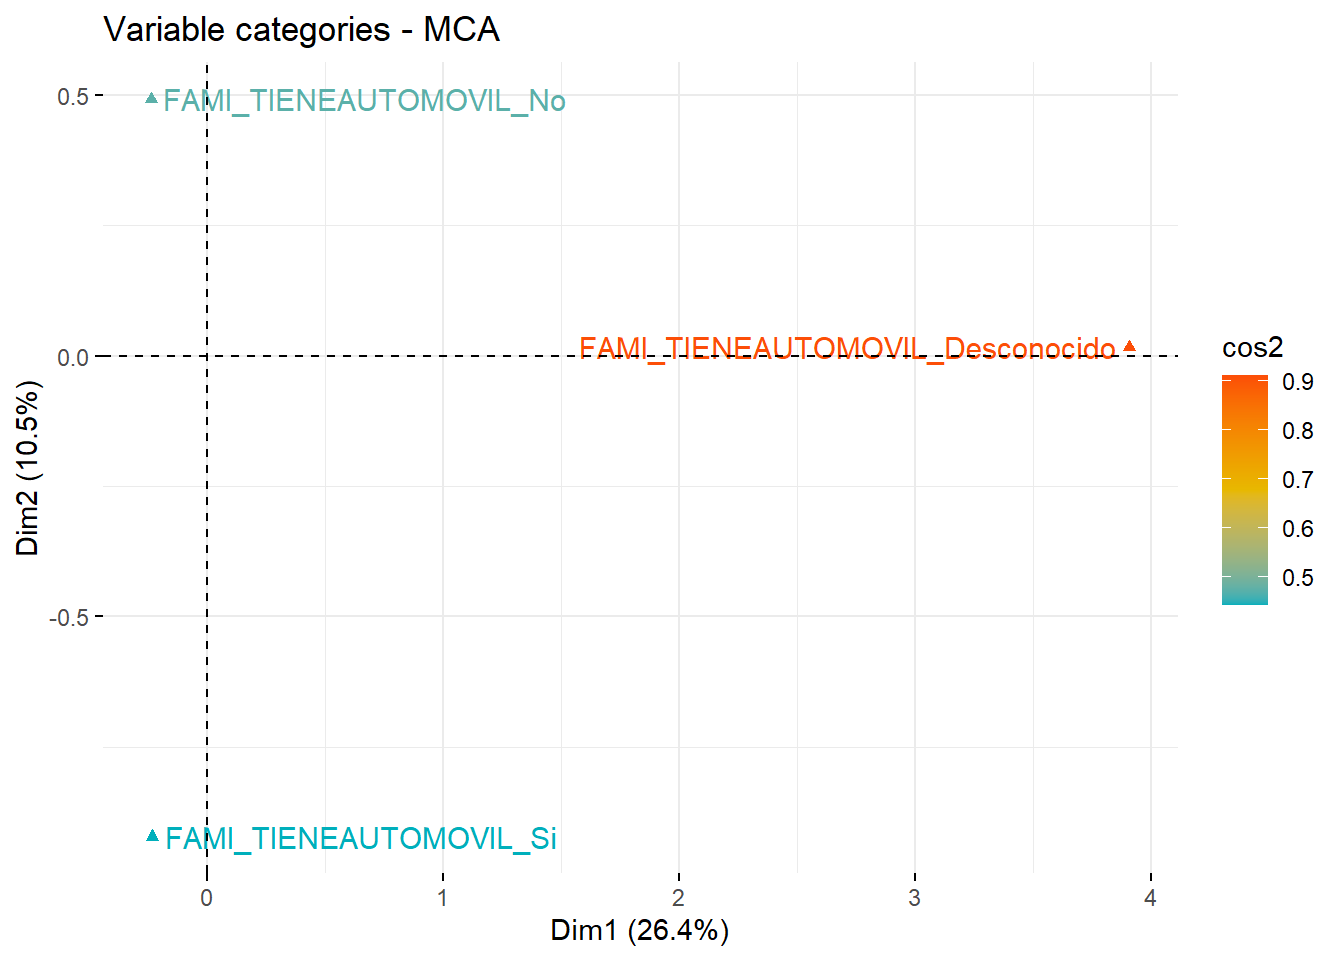 Variable categories - MCA
0.5
FAMI_TIENEAUTOMOVIL_No
0.0
FAMI_TIENEAUTOMOVIL_Desconocido
-0.5
FAMI_TIENEAUTOMOVIL_Si
Dim2 (10.5%)
0 1 2 3 4
Dim1 (26.4%)
cos2
0.9
0.8
0.7
0.6
0.5